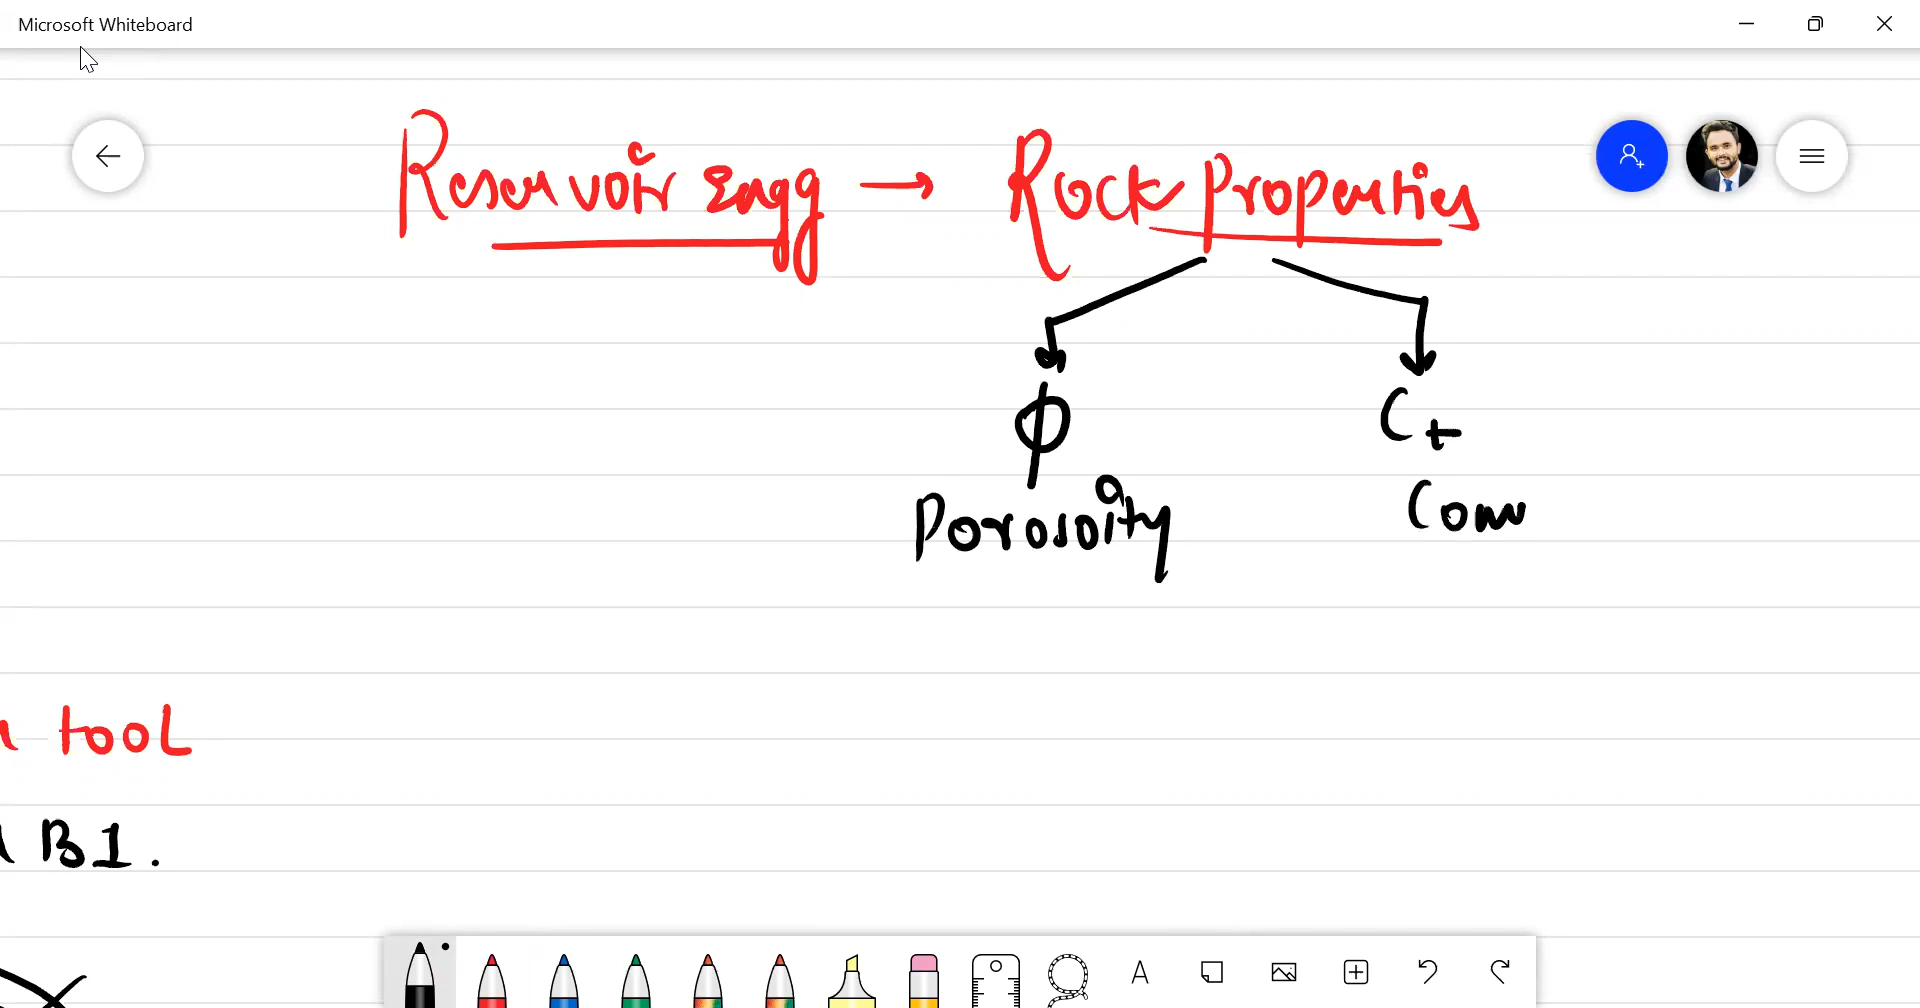 Microsoft Whiteboard
Reservoir Engg → Rock Properties
ϕ Ct
Porosity Com
tool
B1.
A